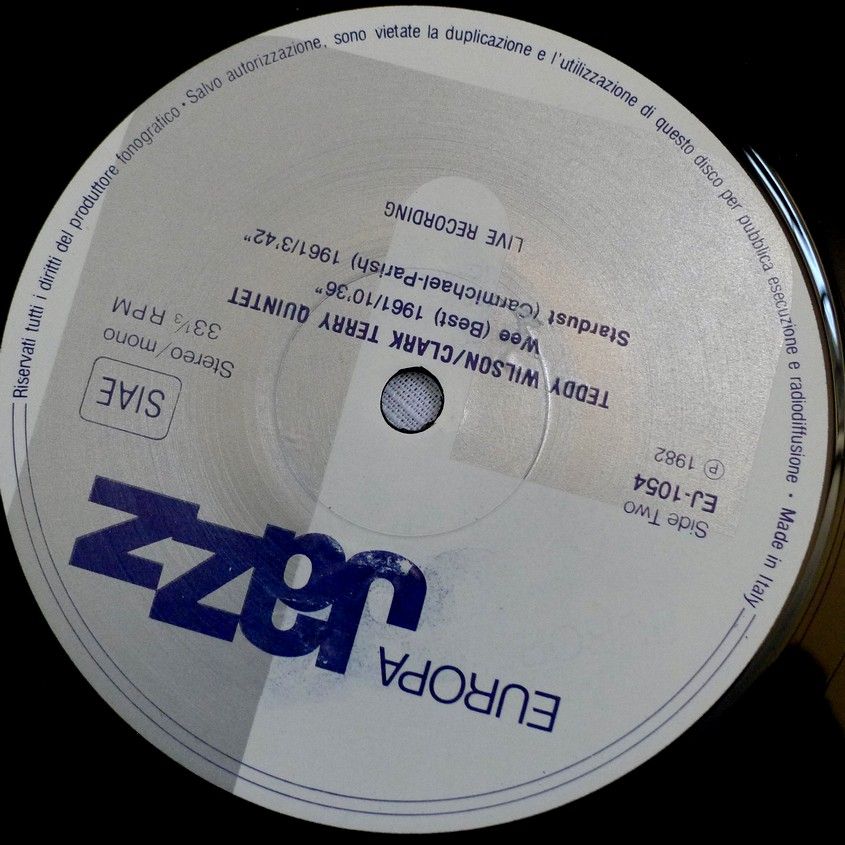 EUROPA
Jazz
Side Two
EJ-1054
℗ 1982
SIAE
Stereo/mono
33⅓ RPM
TEDDY WILSON/CLARK TERRY QUINTET
Wee (Best) 1961/10'36"
Stardust (Carmichael-Parish) 1961/3'42"
LIVE RECORDING
Riservati tutti i diritti del produttore fonografico • Salvo autorizzazione, sono vietate la duplicazione e l'utilizzazione di questo disco per pubblica esecuzione e radiodiffusione • Made in Italy